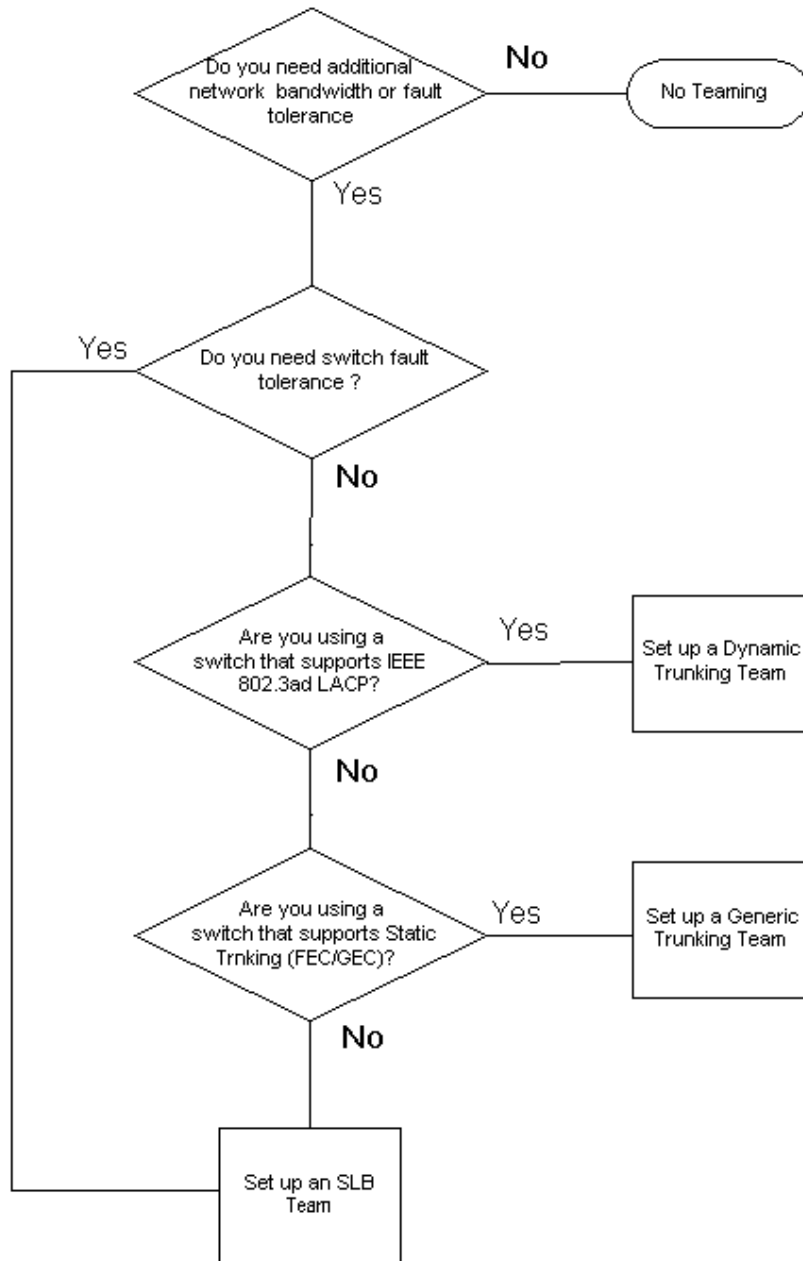 Do you need additional
network bandwidth or fault
tolerance
No
No Teaming
Yes
Yes
Do you need switch fault
tolerance ?
No
Are you using a
switch that supports IEEE
802.3ad LACP?
Yes
Set up a Dynamic
Trunking Team
No
Are you using a
switch that supports Static
Trnking (FEC/GEC)?
Yes
Set up a Generic
Trunking Team
No
Set up an SLB
Team